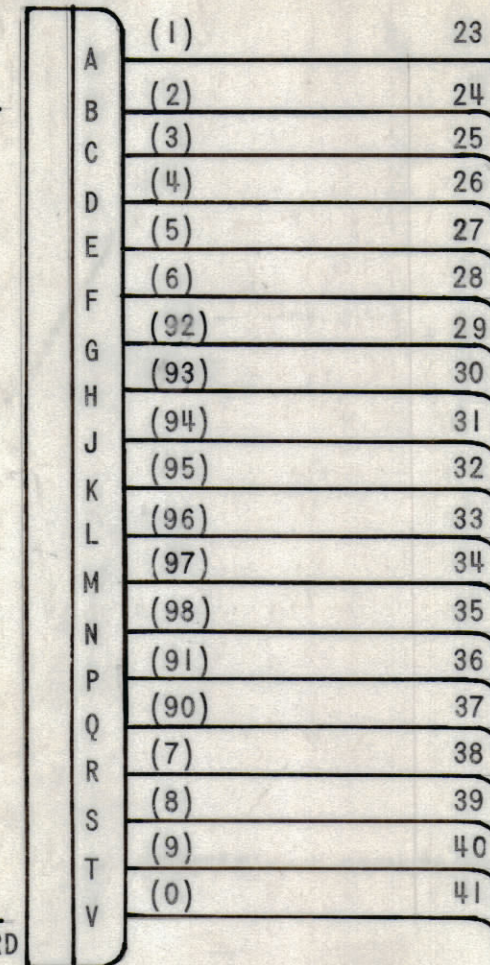 A (1) 23
B (2) 24
C (3) 25
D (4) 26
E (5) 27
F (6) 28
G (92) 29
H (93) 30
J (94) 31
K (95) 32
L (96) 33
M (97) 34
N (98) 35
P (91) 36
Q (90) 37
R (7) 38
S (8) 39
T (9) 40
V (0) 41
RD